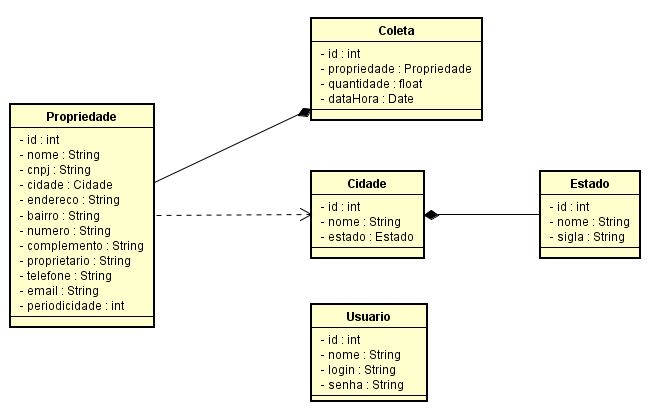 Coleta
- id : int
- propriedade : Propriedade
- quantidade : float
- dataHora : Date
Propriedade
- id : int
- nome : String
- cnpj : String
- cidade : Cidade
- endereco : String
- bairro : String
- numero : String
- complemento : String
- proprietario : String
- telefone : String
- email : String
- periodicidade : int
Cidade
- id : int
- nome : String
- estado : Estado
Estado
- id : int
- nome : String
- sigla : String
Usuario
- id : int
- nome : String
- login : String
- senha : String